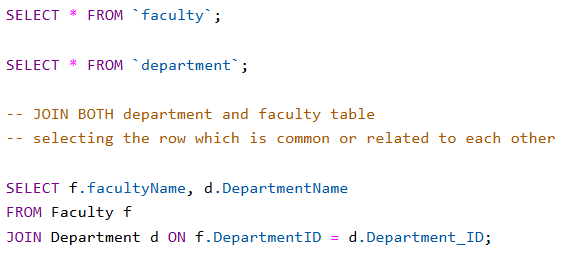 SELECT * FROM `faculty`;
SELECT * FROM `department`;
-- JOIN BOTH department and faculty table
-- selecting the row which is common or related to each other
SELECT f.facultyName, d.DepartmentName
FROM Faculty f
JOIN Department d ON f.DepartmentID = d.Department_ID;